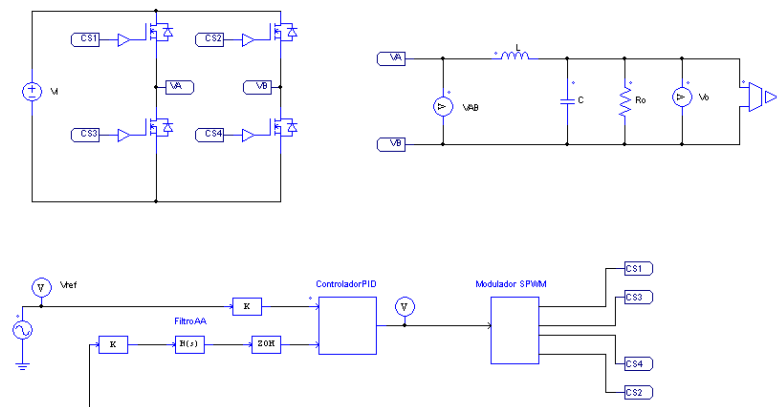 CS1
CS2
VA
VB
Vi
CS3
CS4
VA
L
VAB
C
Ro
Vo
VB
Vref
K
ControladorPID
Modulador SPWM
CS1
CS3
FiltroAA
K
H(s)
ZOH
V
V
CS4
CS2